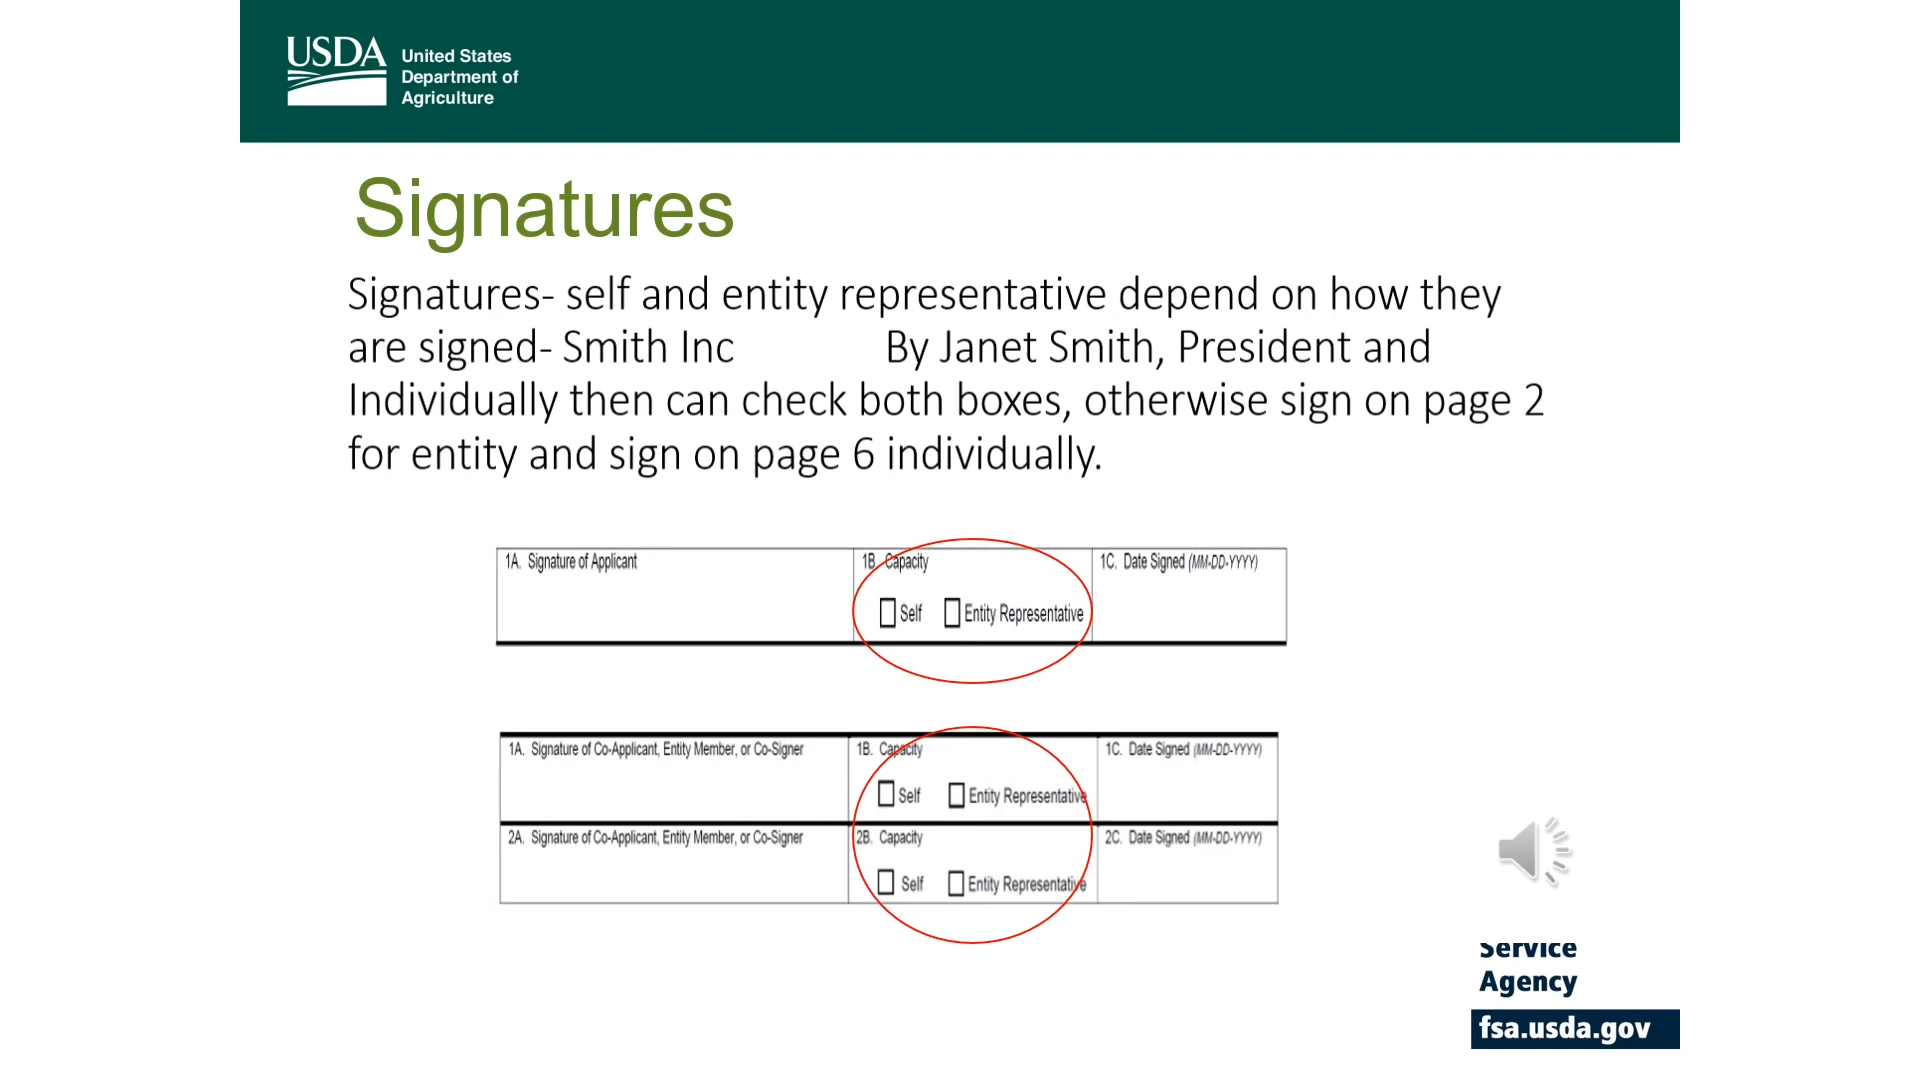 USDA
United States
Department of
Agriculture
Signatures
Signatures- self and entity representative depend on how they
are signed- Smith Inc By Janet Smith, President and
Individually then can check both boxes, otherwise sign on page 2
for entity and sign on page 6 individually.
1A. Signature of Applicant 1B. Capacity 1C. Date Signed (MM-DD-YYYY)
Self Entity Representative
1A. Signature of Co-Applicant, Entity Member, or Co-Signer 1B. Capacity 1C. Date Signed (MM-DD-YYYY)
Self Entity Representative
2A. Signature of Co-Applicant, Entity Member, or Co-Signer 2B. Capacity 2C. Date Signed (MM-DD-YYYY)
Self Entity Representative
Service
Agency
fsa.usda.gov